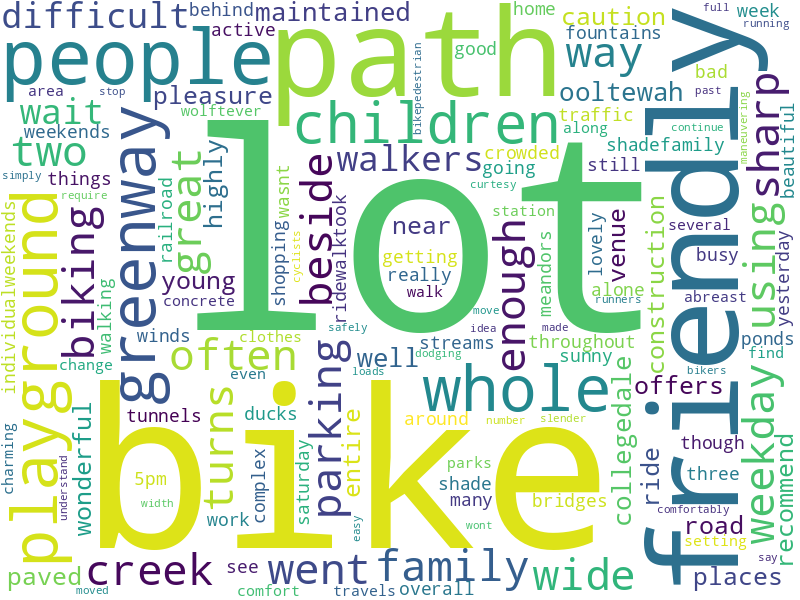 difficult behind maintained home caution full week
active good fountains running
people path way shadefamily bad
area stop pleasure ooltewah past
wait wolftever children bikepedestrian traffic sharp
weekends along maneuvering
two greenway highly walkers crowded continue beautiful
things great going still
simply require railroad wasnt beside curtesy friendly
playground biking young near station lovely venue several using
individualweekends lot getting enough meandors construction busy
walking concrete shopping ridewalktook really alone abreast yesterday
walk runners
winds clothes safely move idea made throughout ponds
change often parking well streams sunny find
even dodging bikers
charming wonderful turns loads whole collegedale offers weekday
tunnels ducks entire around number slender ride though recommend
understand 5pm complex saturday parks three
bike shade comfortably
width many bridges road
work easy wont setting
paved creek see went family wide say places
moved comfort travels overall
cyclists